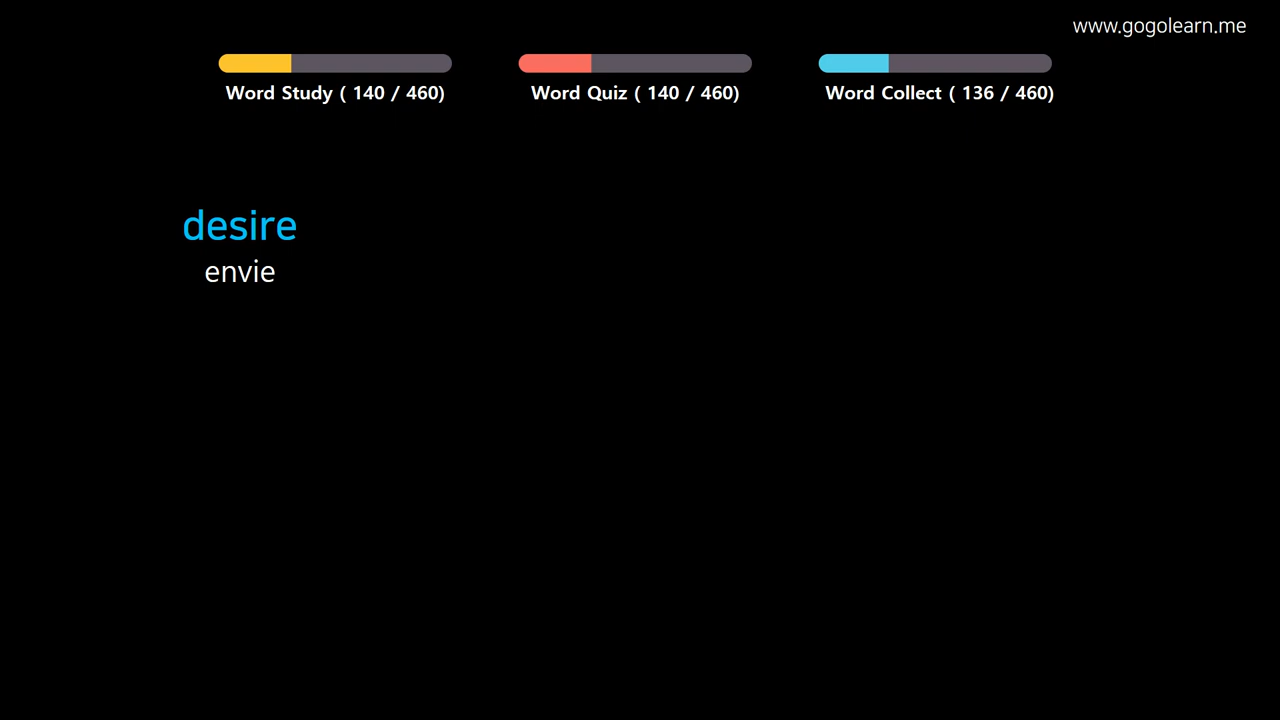 www.gogolearn.me
Word Study ( 140 / 460)
Word Quiz ( 140 / 460)
Word Collect ( 136 / 460)
desire
envie